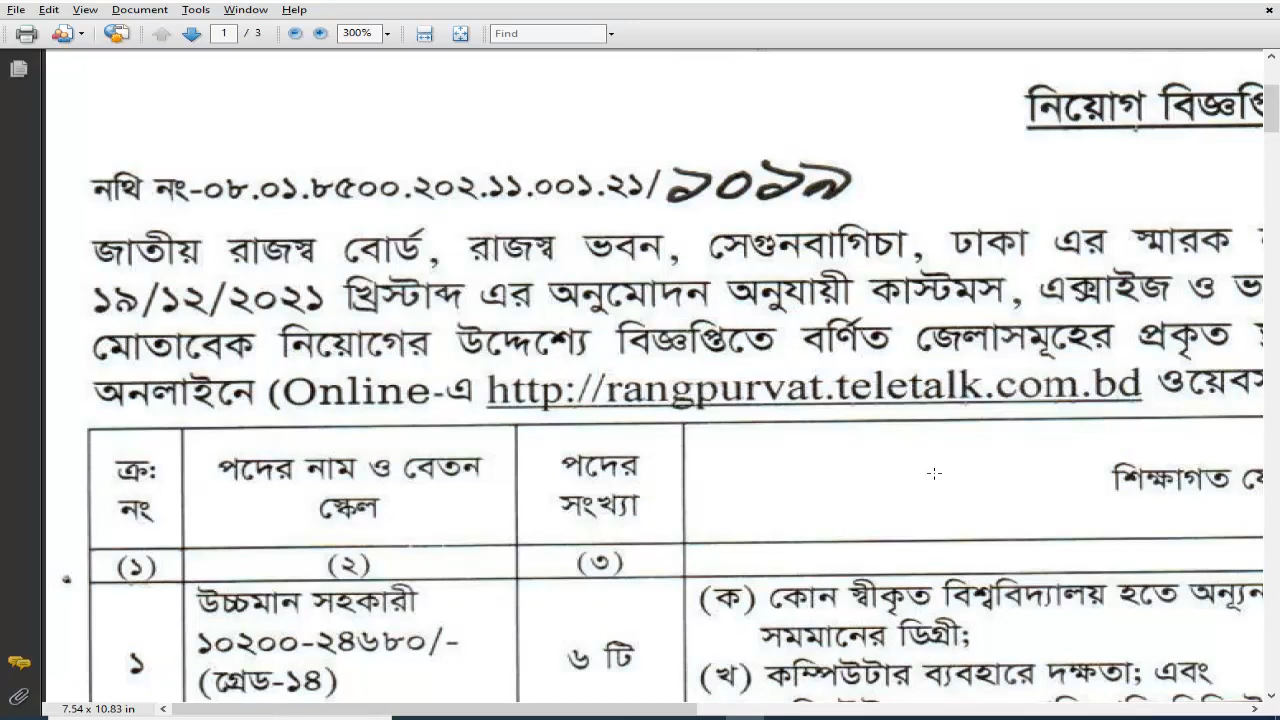 File Edit View Document Tools Window Help
1 / 3 300% Find
নিয়োগ বিজ্ঞপ্তি
নথি নং-০৮.০১.৮৫০০.২০২.১১.০০১.২১/২০১৯
জাতীয় রাজস্ব বোর্ড, রাজস্ব ভবন, সেগুনবাগিচা, ঢাকা এর স্মারক
১৯/১২/২০২১ খ্রিস্টাব্দ এর অনুমোদন অনুযায়ী কাস্টমস, এক্সাইজ ও
মোতাবেক নিয়োগের উদ্দেশ্যে বিজ্ঞপ্তিতে বর্ণিত জেলাসমূহের প্রকৃত
অনলাইনে (Online-এ http://rangpurvat.teletalk.com.bd
ক্রঃ নং
পদের নাম ও বেতন
স্কেল
পদের
সংখ্যা
শিক্ষাগত
(১) (২) (৩)
১
উচ্চমান সহকারী
১০২০০-২৪৬৮০/-
(গ্রেড-১৪)
৬ টি
(ক) কোন স্বীকৃত বিশ্ববিদ্যালয় হতে অন্যূন
সমমানের ডিগ্রী;
(খ) কম্পিউটার ব্যবহারে দক্ষতা; এবং
7.54 x 10.83 in